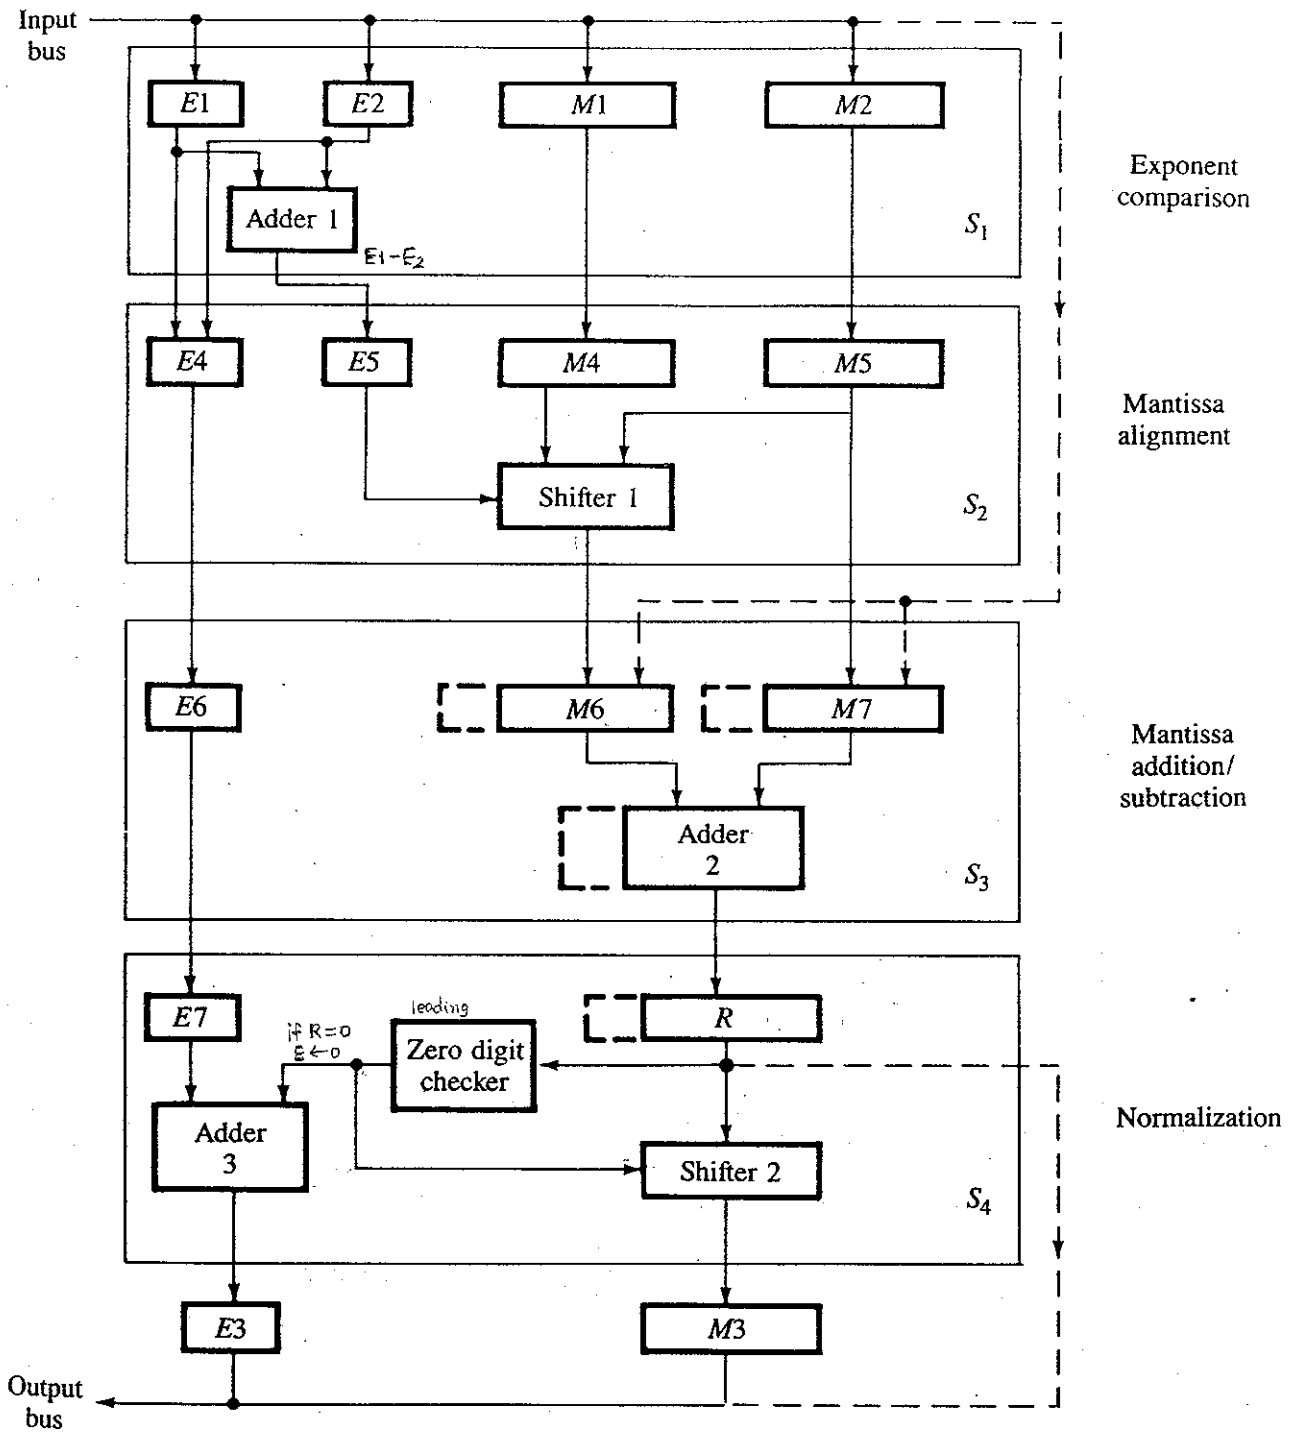 Input
bus
E1
E2
M1
M2
Adder 1
E1-E2
S1
Exponent
comparison
E4
E5
M4
M5
Shifter 1
S2
Mantissa
alignment
E6
M6
M7
Adder
2
S3
Mantissa
addition/
subtraction
E7
if R=0
E←0
leading
Zero digit
checker
R
Adder
3
Shifter 2
S4
Normalization
E3
M3
Output
bus